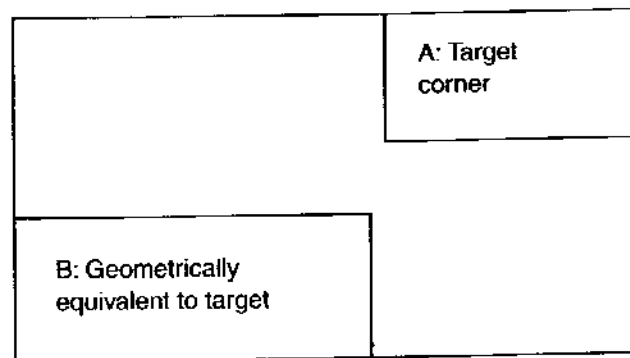 A: Target
corner
B: Geometrically
equivalent to target